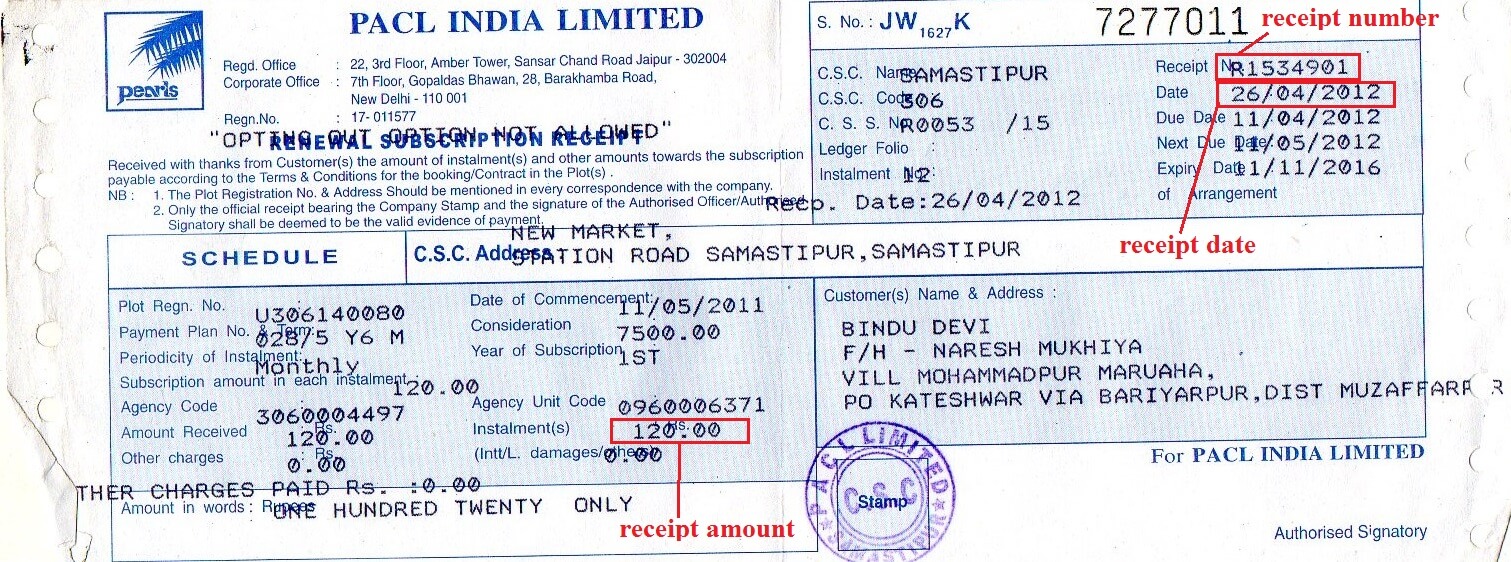 PACL INDIA LIMITED
pearls
Regd. Office : 22, 3rd Floor, Amber Tower, Sansar Chand Road Jaipur - 302004
Corporate Office : 7th Floor, Gopaldas Bhawan, 28, Barakhamba Road,
New Delhi - 110 001
Regn.No. : 17- 011577
"OPTING OUT OPTION NOT ALLOWED"
RENEWAL SUBSCRIPTION RECEIPT
Received with thanks from Customer(s) the amount of instalment(s) and other amounts towards the subscription
payable according to the Terms & Conditions for the booking/Contract in the Plot(s) .
NB : 1. The Plot Registration No. & Address Should be mentioned in every correspondence with the company.
2. Only the official receipt bearing the Company Stamp and the signature of the Authorised Officer/Authorised
Signatory shall be deemed to be the valid evidence of payment.
S. No.: JW1627K 7277011
receipt number
C.S.C. Name SAMASTIPUR
C.S.C. Code 306
C. S. S. No R0053 /15
Ledger Folio :
Instalment No. : 12
Receipt No. R1534901
Date 26/04/2012
Due Date 11/04/2012
Next Due Date 11/05/2012
Expiry Date 11/11/2016
of Arrangement
Recp. Date:26/04/2012
receipt date
SCHEDULE
C.S.C. Address
NEW MARKET,
STATION ROAD SAMASTIPUR,SAMASTIPUR
Plot Regn. No. U306140080
Payment Plan No. & Term: 028/5 Y6 M
Periodicity of Instalment: Monthly
Subscription amount in each instalment: 120.00
Agency Code 3060004497
Amount Received Rs. 120.00
Other charges : Rs. 0.00
Date of Commencement: 11/05/2011
Consideration 7500.00
Year of Subscription 1ST
Agency Unit Code 0960006371
Instalment(s) Rs. 120.00
(Intl/L. damages/others) 0.00
THER CHARGES PAID Rs. :0.00
Amount in words : Rupees ONE HUNDRED TWENTY ONLY
receipt amount
Customer(s) Name & Address :
BINDU DEVI
F/H - NARESH MUKHIYA
VILL MOHAMMADPUR MARUAHA,
PO KATESHWAR VIA BARIYARPUR,DIST MUZAFFARP R
For PACL INDIA LIMITED
PACL LIMITED
C.S.C
SAMASTIPUR
Stamp
Authorised Signatory